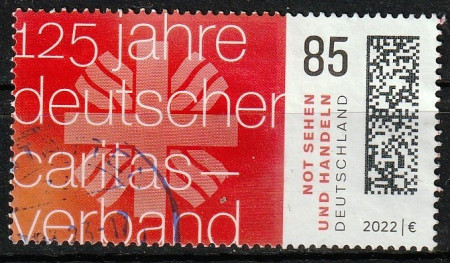 125 jahre
deutscher
caritas–
verband
85
NOT SEHEN
UND HANDELN
DEUTSCHLAND
2022 | €